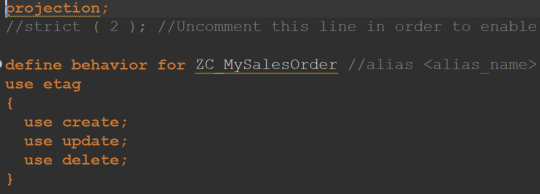 projection;
//strict ( 2 ); //Uncomment this line in order to enable
define behavior for ZC_MySalesOrder //alias <alias_name>
use etag
{
use create;
use update;
use delete;
}